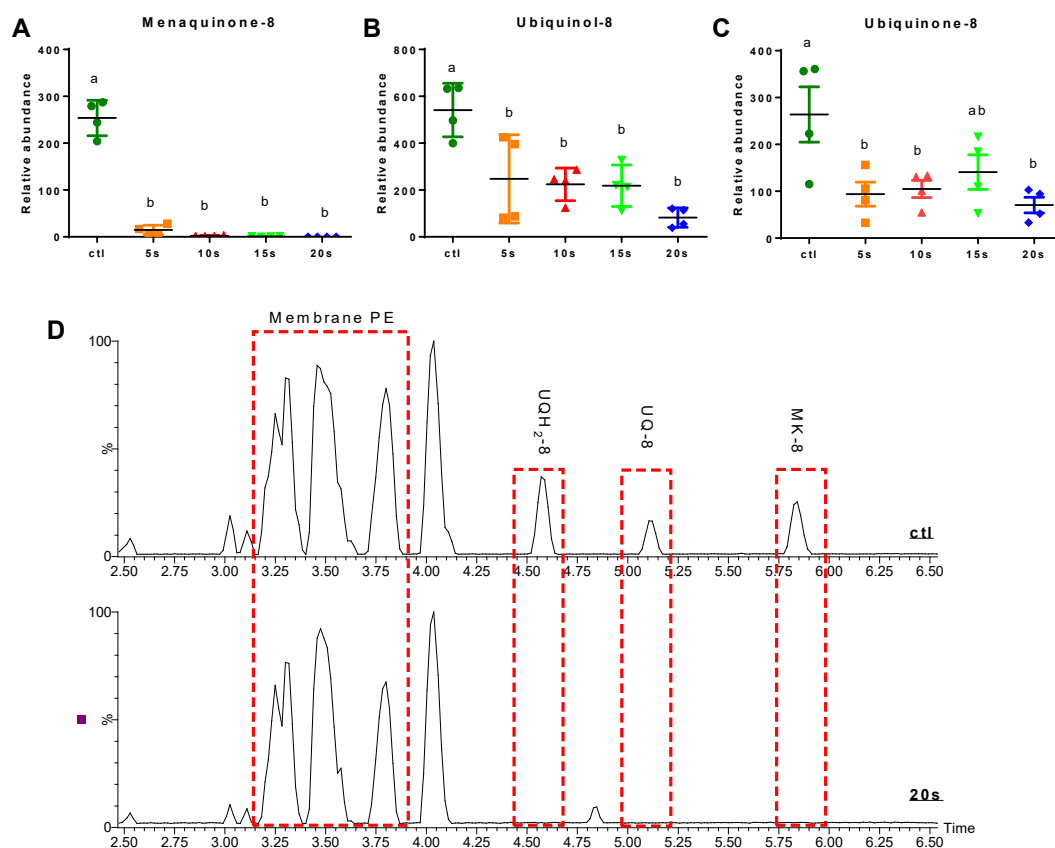 A
Menaquinone-8
Relative abundance
400
300
200
100
0
a
b
b
b
b
ctl 5s 10s 15s 20s
B
Ubiquinol-8
Relative abundance
800
600
400
200
0
a
b
b
b
b
ctl 5s 10s 15s 20s
C
Ubiquinone-8
Relative abundance
400
300
200
100
0
a
b
b
ab
b
ctl 5s 10s 15s 20s
D
Membrane PE
UQH2-8
UQ-8
MK-8
100
%
0
ctl
2.50 2.75 3.00 3.25 3.50 3.75 4.00 4.25 4.50 4.75 5.00 5.25 5.50 5.75 6.00 6.25 6.50
100
%
0
20s
Time
2.50 2.75 3.00 3.25 3.50 3.75 4.00 4.25 4.50 4.75 5.00 5.25 5.50 5.75 6.00 6.25 6.50